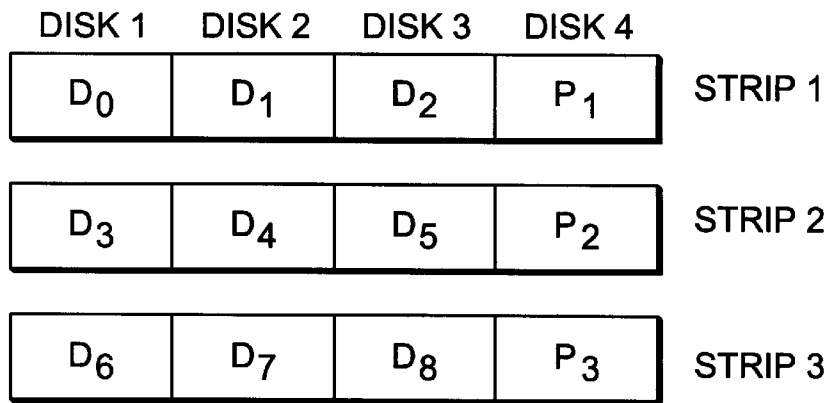 DISK 1 DISK 2 DISK 3 DISK 4
D0 D1 D2 P1 STRIP 1
D3 D4 D5 P2 STRIP 2
D6 D7 D8 P3 STRIP 3